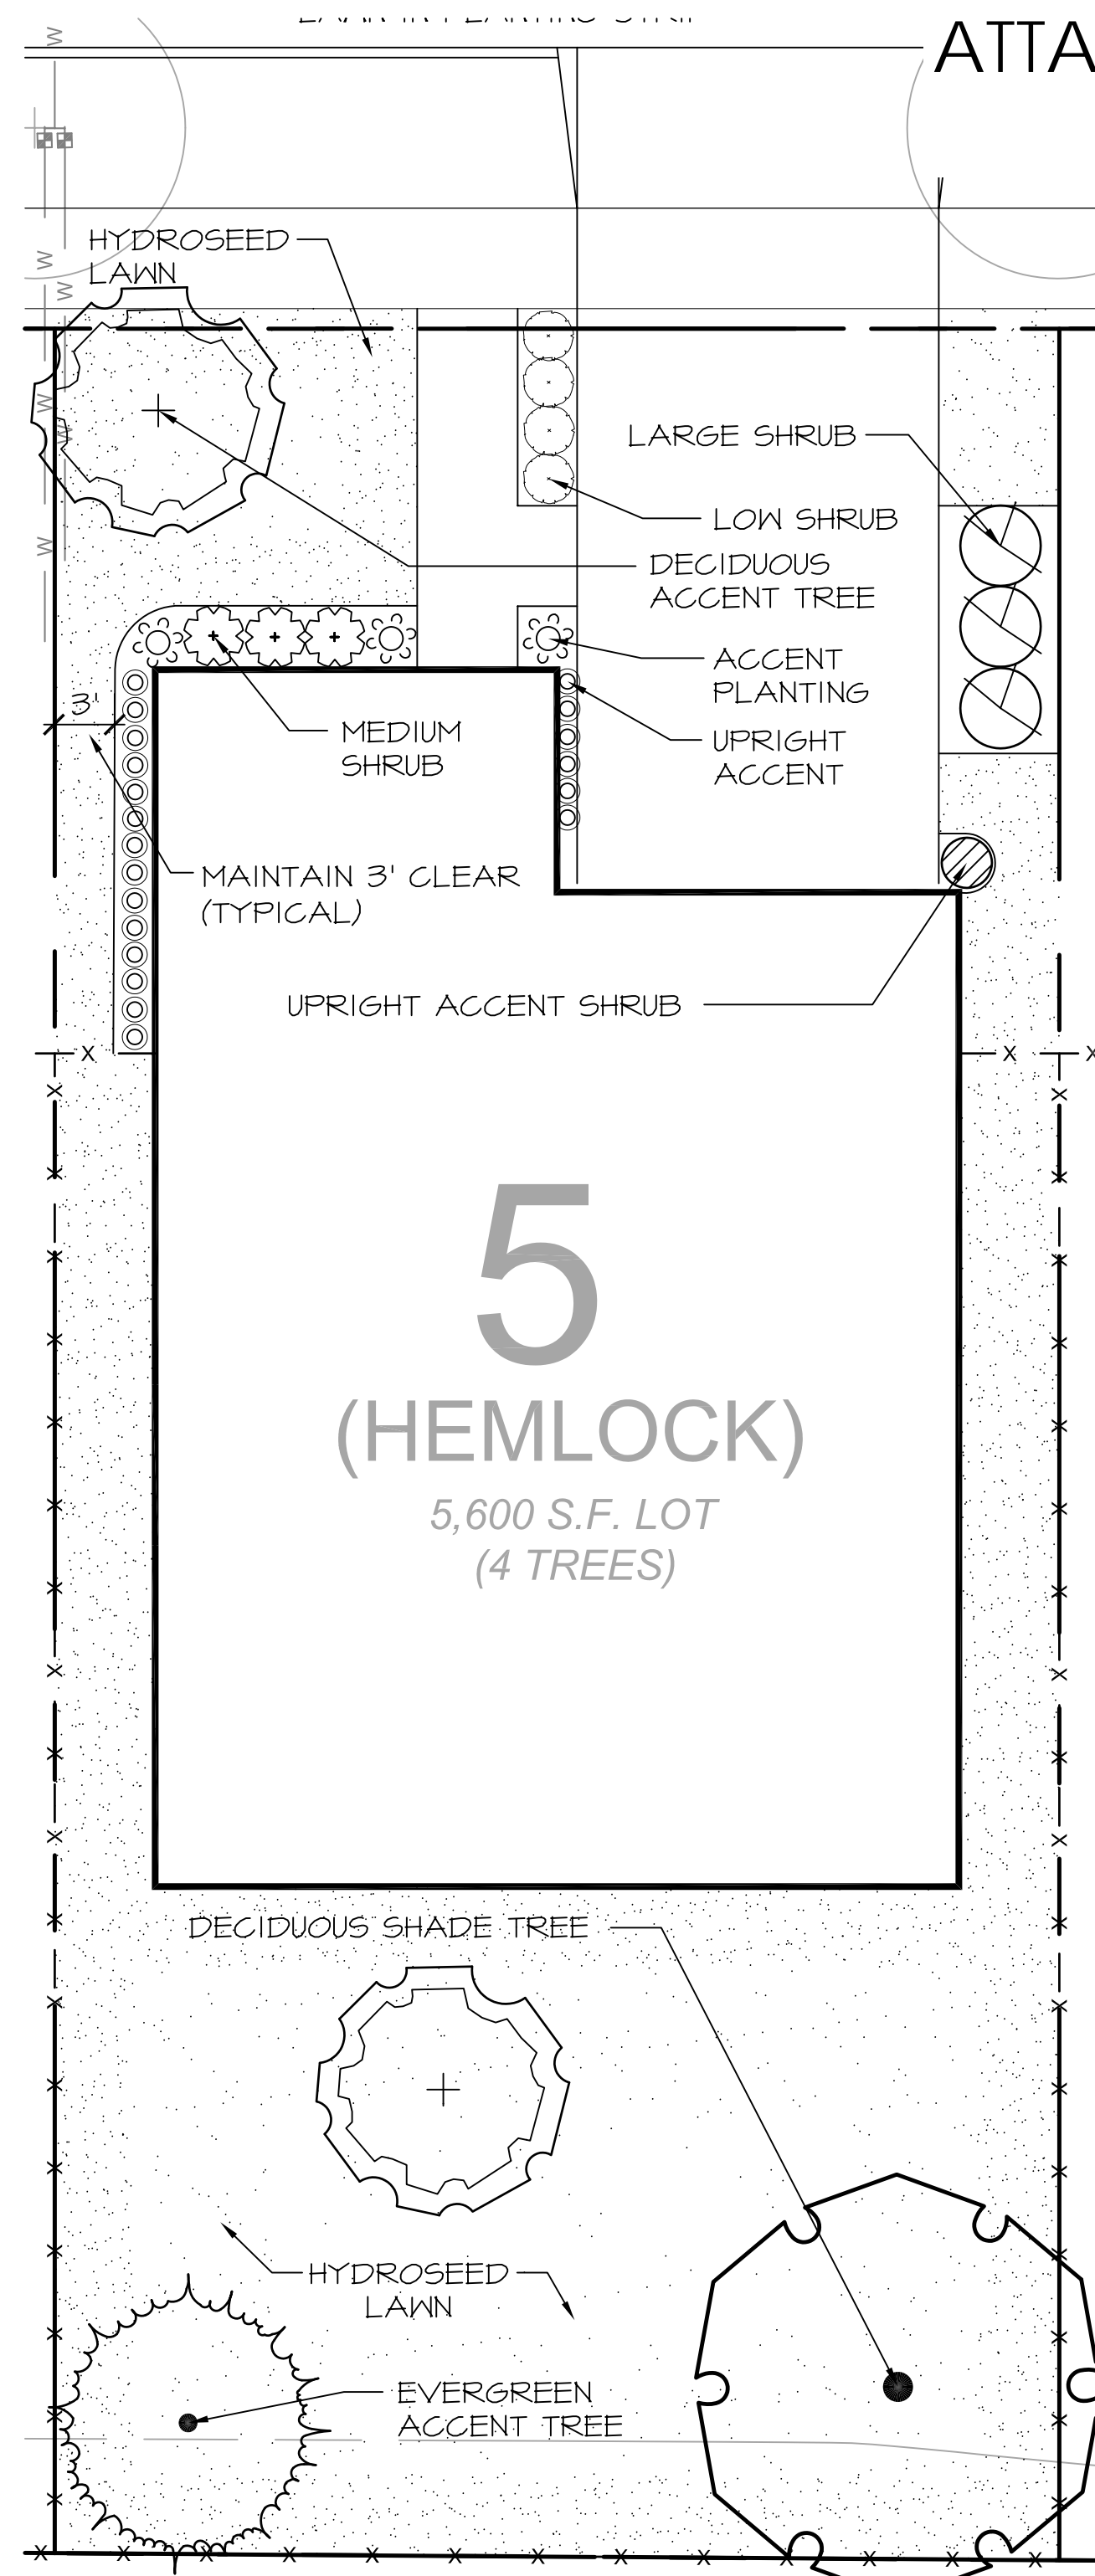 ATTA
HYDROSEED
LAWN
LARGE SHRUB
LOW SHRUB
DECIDUOUS
ACCENT TREE
ACCENT
PLANTING
3'
MEDIUM
SHRUB
UPRIGHT
ACCENT
MAINTAIN 3' CLEAR
(TYPICAL)
UPRIGHT ACCENT SHRUB
5
(HEMLOCK)
5,600 S.F. LOT
(4 TREES)
DECIDUOUS SHADE TREE
HYDROSEED
LAWN
EVERGREEN
ACCENT TREE